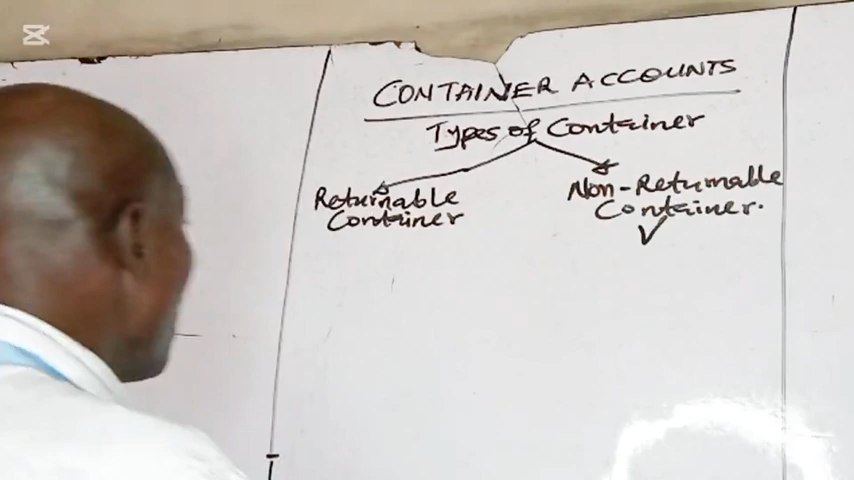 CONTAINER ACCOUNTS
Types of Container
Returnable
Container
Non-Returnable
Container.